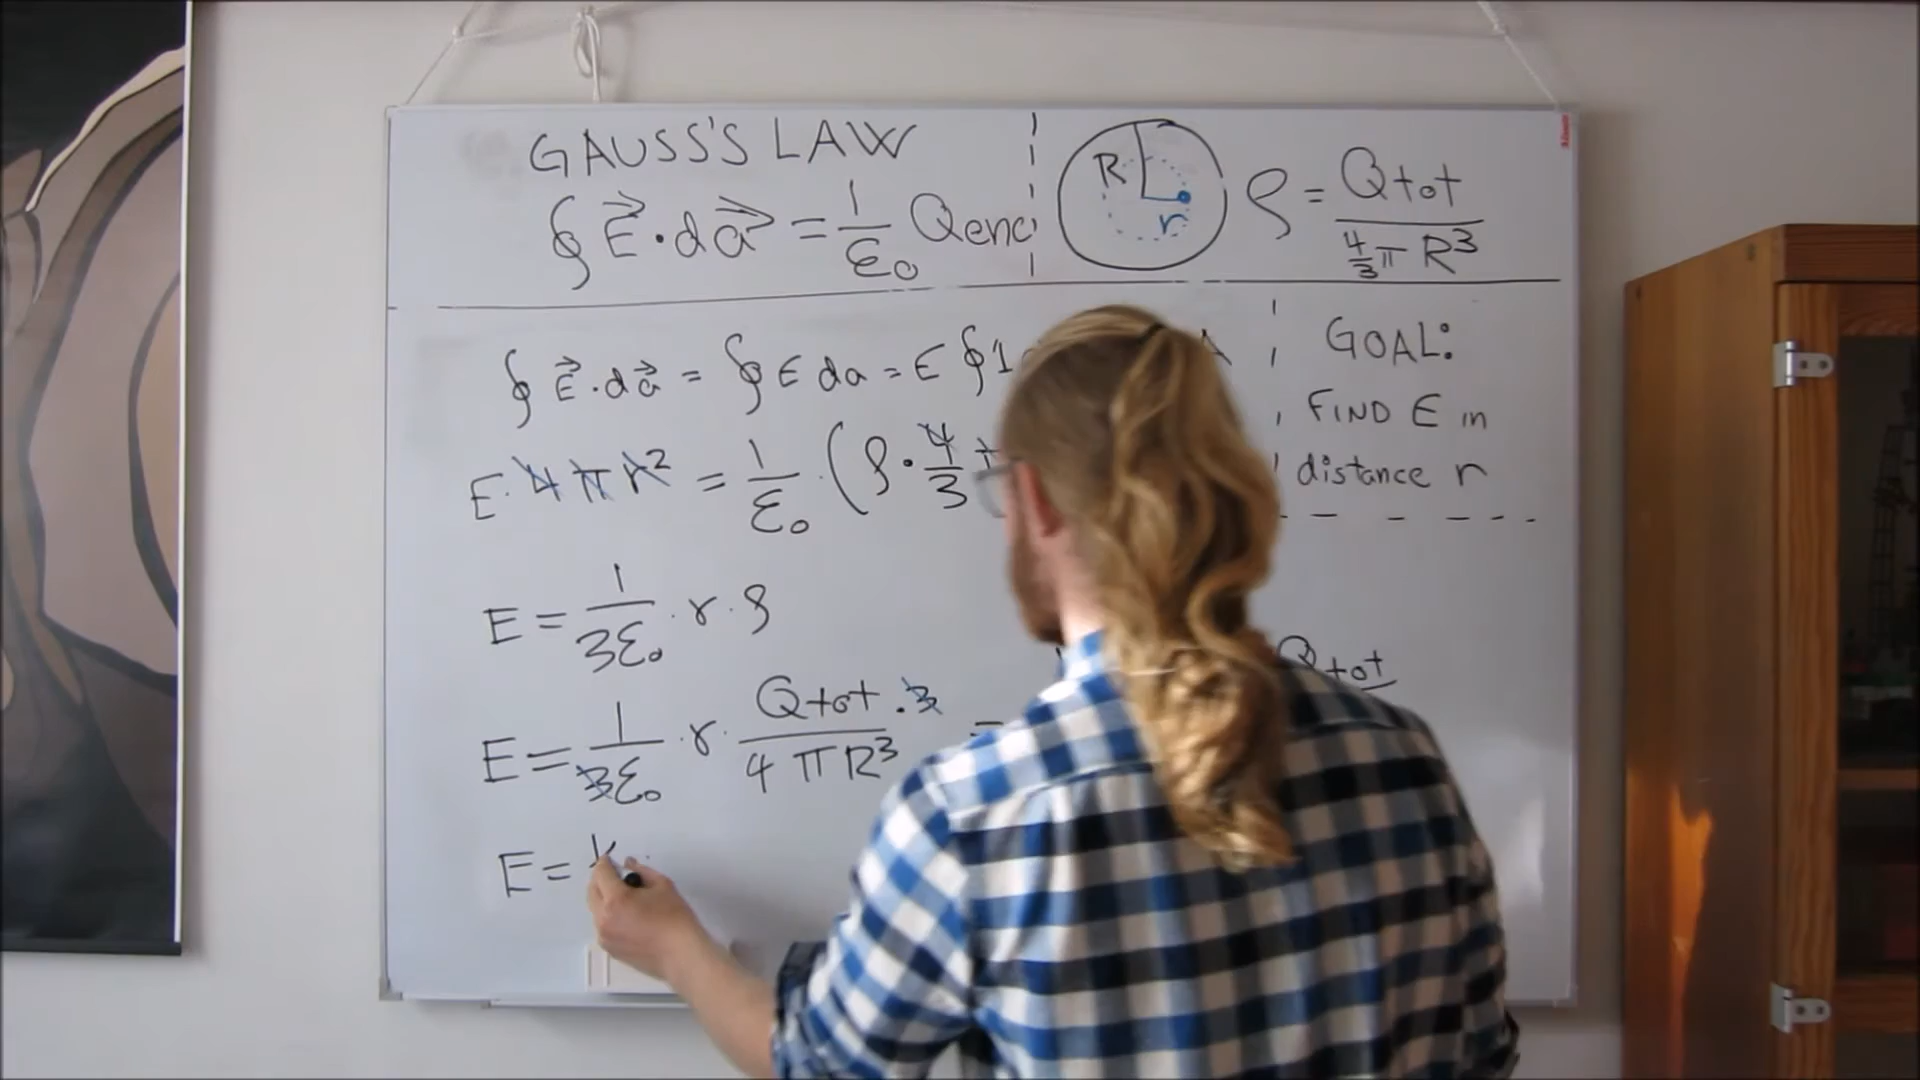 GAUSS'S LAW
∮ E⃗ · da⃗ = 1/ε₀ Qenc
R
r
ρ = Qtot / (4/3 π R³)
∮ E⃗ · da⃗ = ∮ E da = E ∮ 1
GOAL:
FIND E in
distance r
E · 4 π r² = 1/ε₀ · (ρ · 4/3
E = 1/3ε₀ · r · ρ
E = 1/3ε₀ · r · Qtot · 3 / 4 π R³ =
Qtot
E =